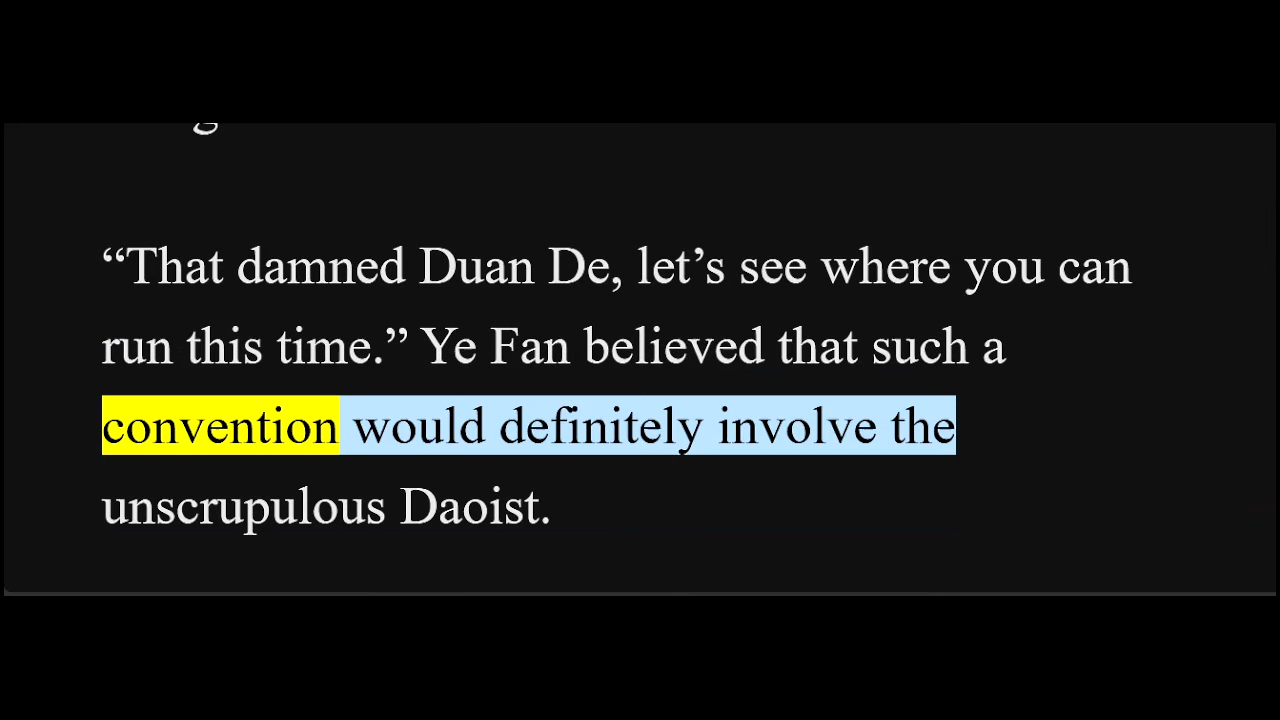 “That damned Duan De, let’s see where you can
run this time.” Ye Fan believed that such a
convention would definitely involve the
unscrupulous Daoist.